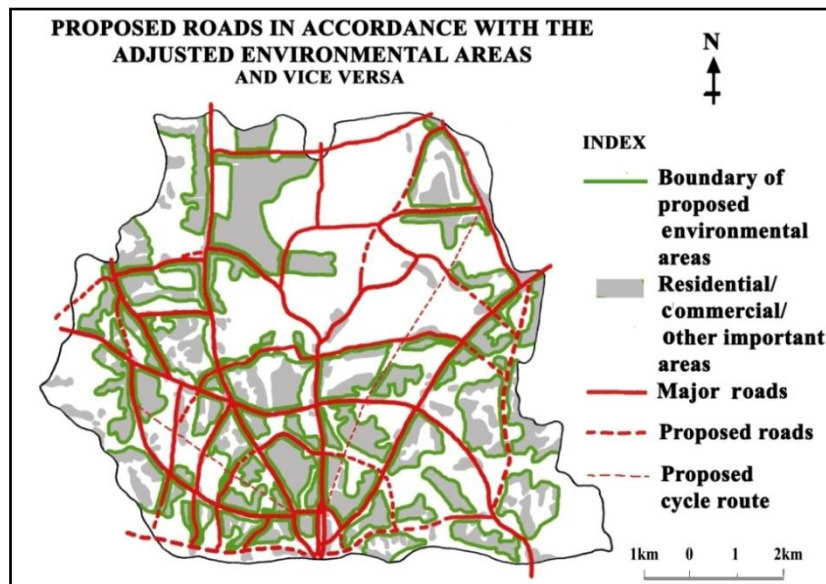 PROPOSED ROADS IN ACCORDANCE WITH THE
ADJUSTED ENVIRONMENTAL AREAS
AND VICE VERSA
N
INDEX
Boundary of
proposed
environmental
areas
Residential/
commercial/
Other important
areas
Major roads
Proposed roads
Proposed
cycle route
1km 0 1 2km